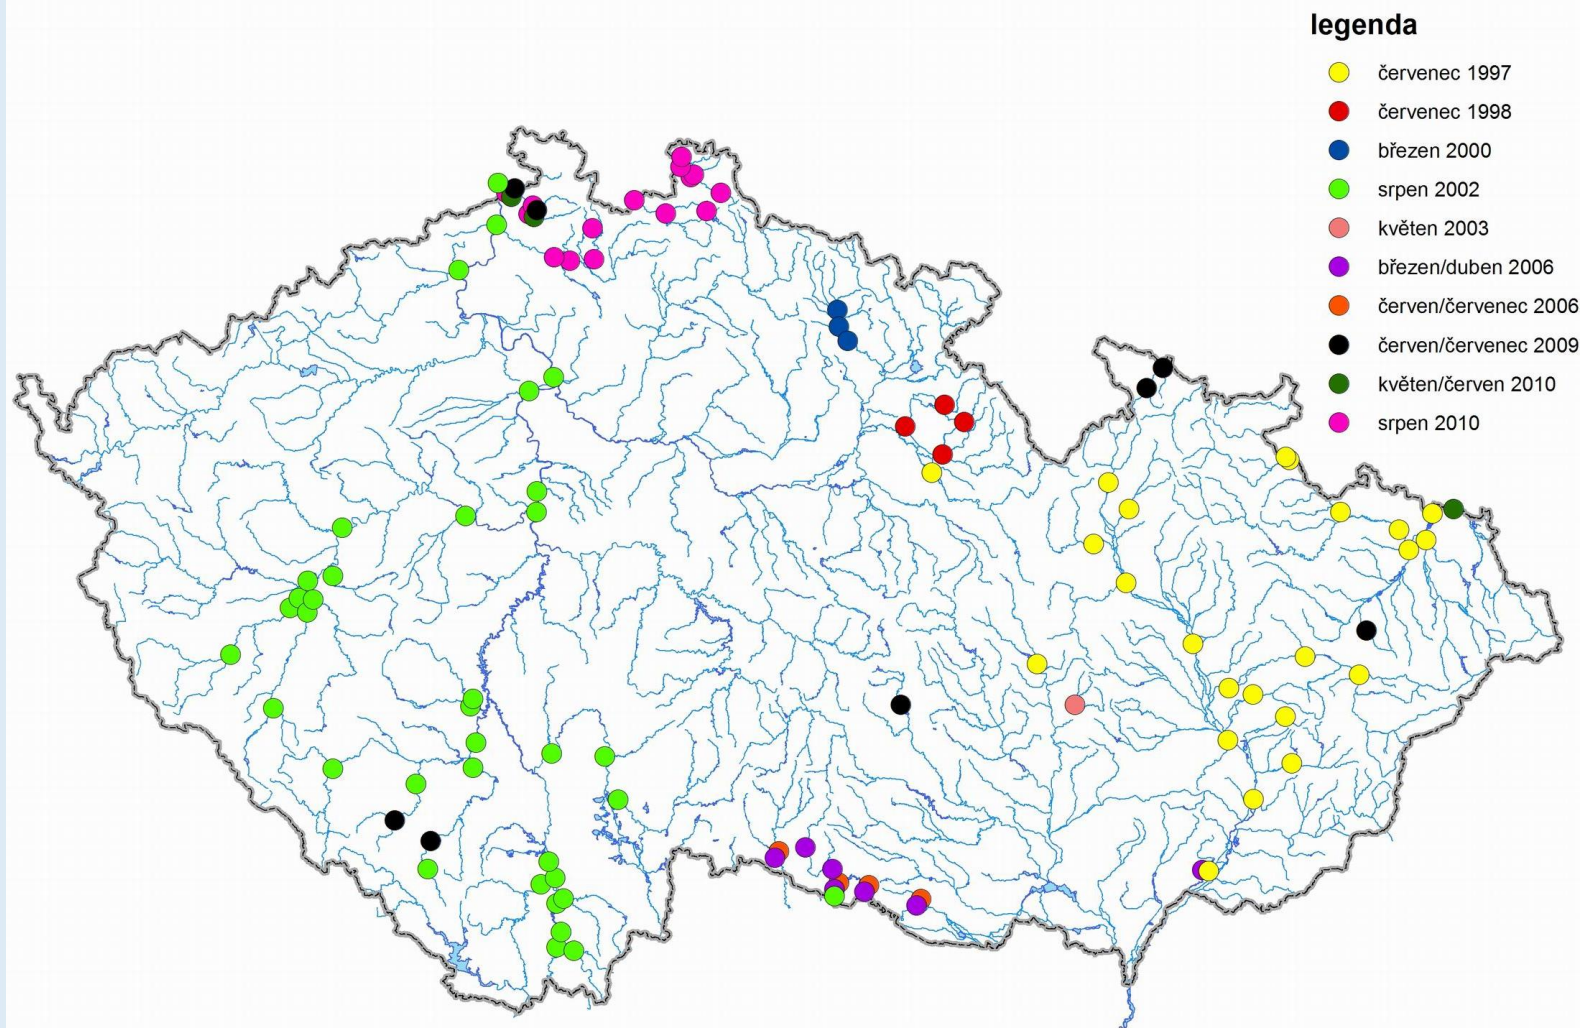 legenda
červenec 1997
červenec 1998
březen 2000
srpen 2002
květen 2003
březen/duben 2006
červen/červenec 2006
červen/červenec 2009
květen/červen 2010
srpen 2010